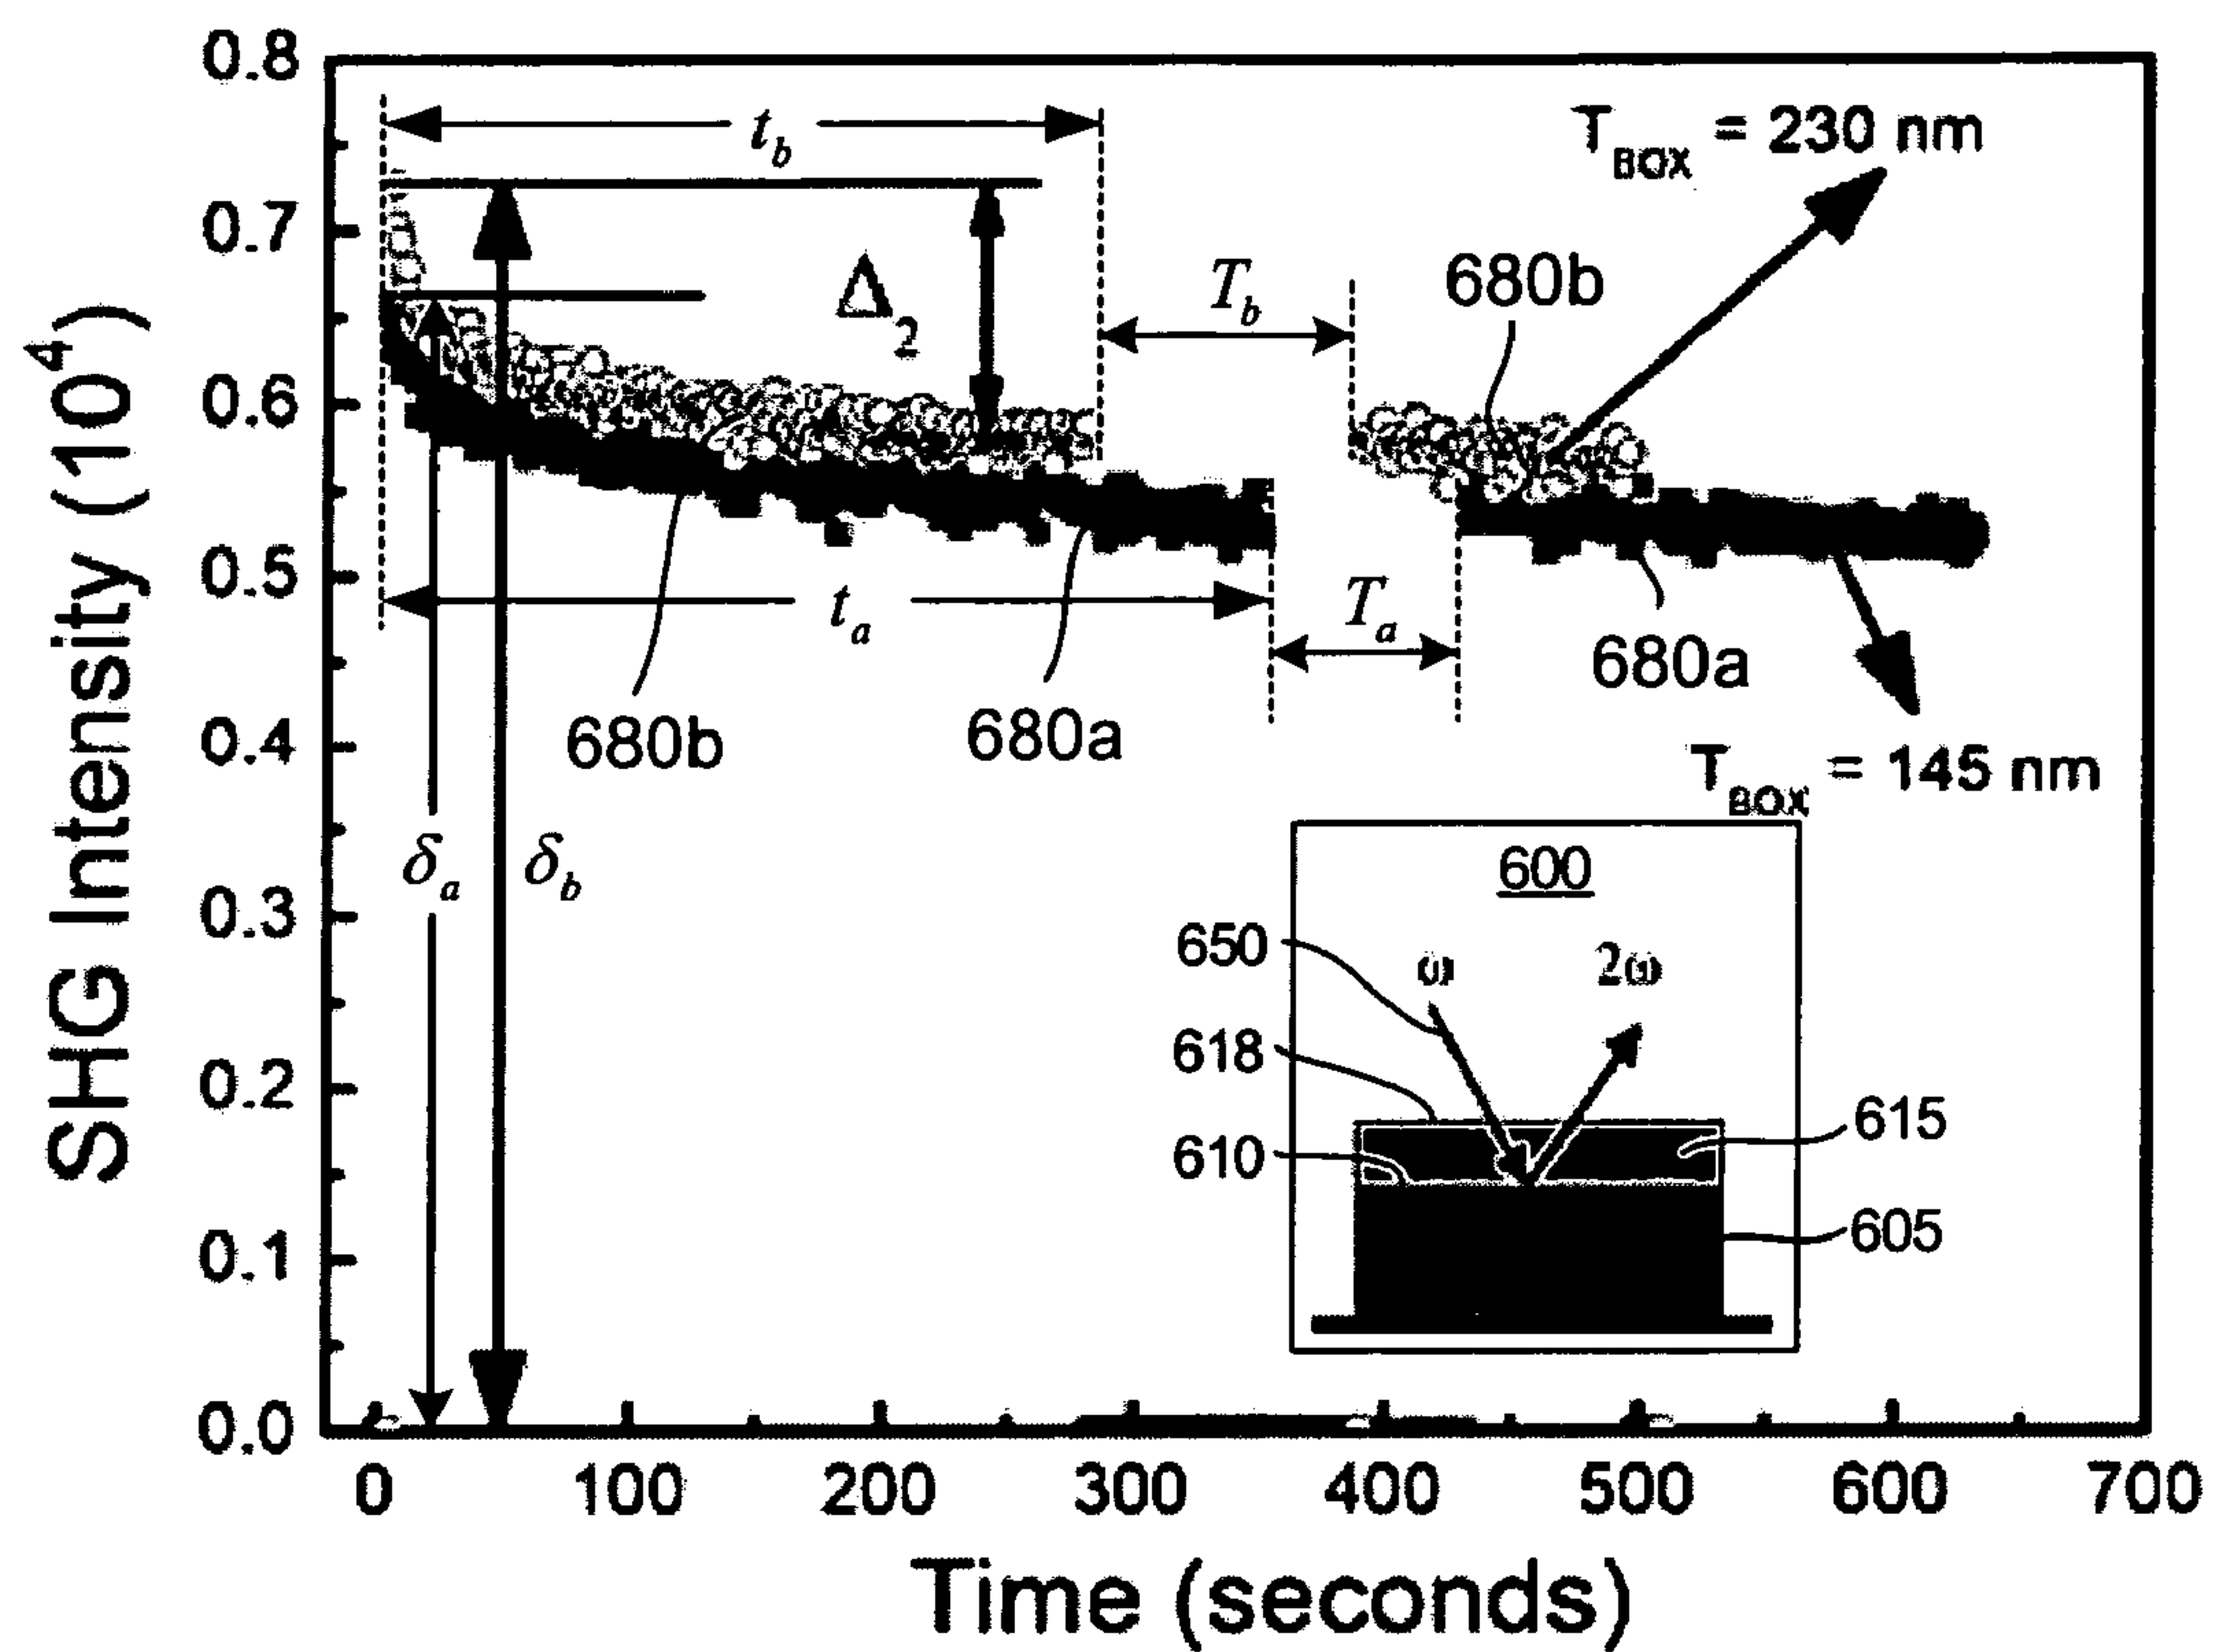 SHG Intensity (10⁴)
0.8
0.7
0.6
0.5
0.4
0.3
0.2
0.1
0.0
t_b
T_BOX = 230 nm
Δ₂
T_b
680b
t_a
T_a
680b
680a
680a
T_BOX = 145 nm
δ_a
δ_b
600
650
ω
2ω
618
615
610
605
0 100 200 300 400 500 600 700
Time (seconds)